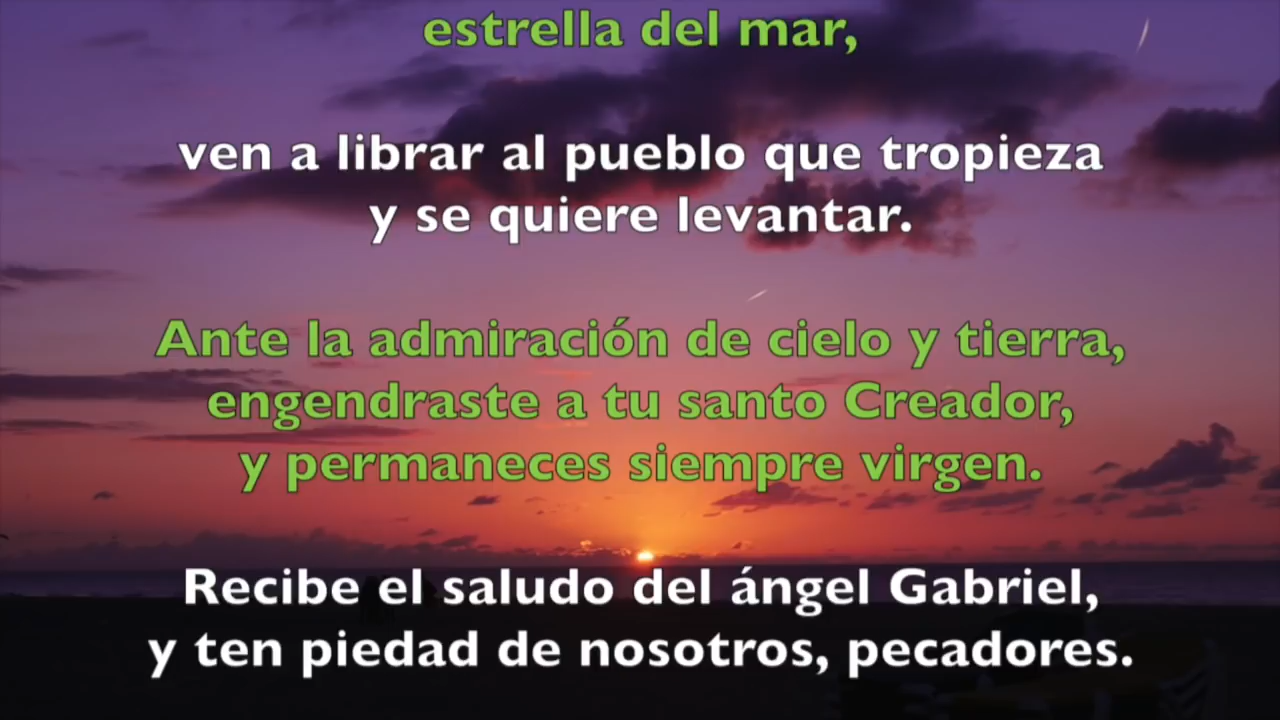 estrella del mar,
ven a librar al pueblo que tropieza
y se quiere levantar.
Ante la admiración de cielo y tierra,
engendraste a tu santo Creador,
y permaneces siempre virgen.
Recibe el saludo del ángel Gabriel,
y ten piedad de nosotros, pecadores.